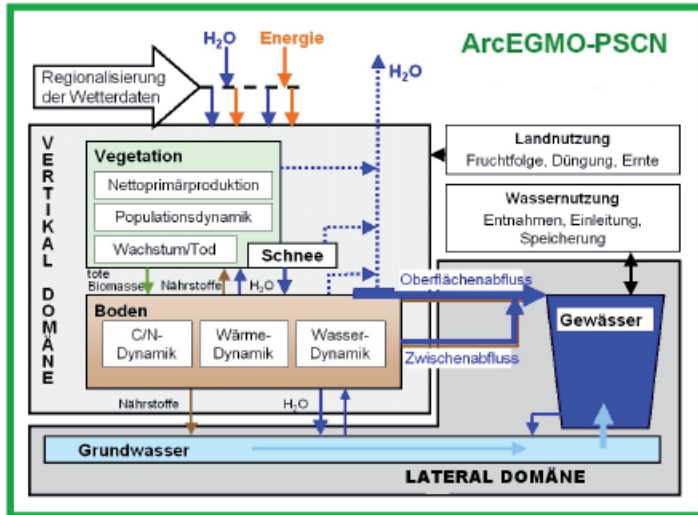 ArcEGMO-PSCN
H₂O
Energie
H₂O
Regionalisierung
der Wetterdaten
VERTIKAL DOMÄNE
Vegetation
Nettoprimärproduktion
Populationsdynamik
Wachstum/Tod
Schnee
Landnutzung
Fruchtfolge, Düngung, Ernte
Wassernutzung
Entnahmen, Einleitung,
Speicherung
tote
Biomasse
Nährstoffe
H₂O
Oberflächenabfluss
Boden
C/N-
Dynamik
Wärme-
Dynamik
Wasser-
Dynamik
Zwischenabfluss
Gewässer
Nährstoffe
H₂O
Grundwasser
LATERAL DOMÄNE